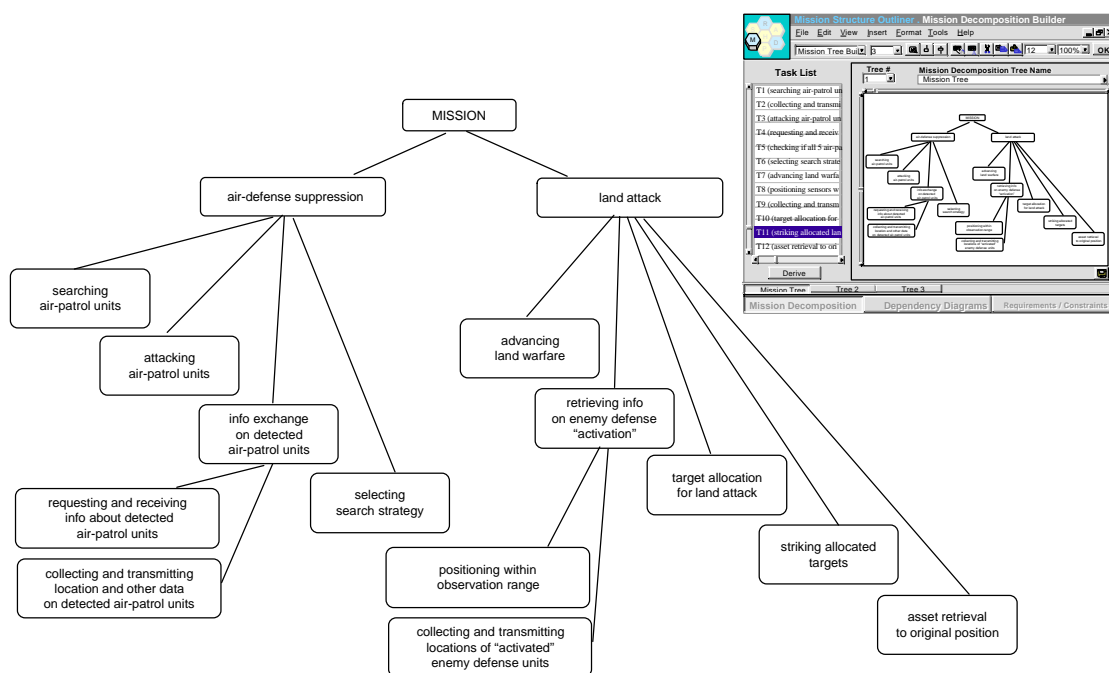 Mission Structure Outliner . Mission Decomposition Builder
File Edit View Insert Format Tools Help
Mission Tree Buil 3 12 100% OK
Task List
Tree #
Mission Decomposition Tree Name
1
Mission Tree
T1 (searching air-patrol un
T2 (collecting and transmi
T3 (attacking air-patrol un
T4 (requesting and receiv
T5 (checking if all 5 air-pa
T6 (selecting search strate
T7 (advancing land warfa
T8 (positioning sensors w
T9 (collecting and transm
T10 (target allocation for
T11 (striking allocated lan
T12 (asset retrieval to ori
Derive
Mission Tree Tree 2 Tree 3
Mission Decomposition Dependency Diagrams Requirements / Constraints
MISSION
air-defense suppression
land attack
searching
air-patrol units
attacking
air-patrol units
info exchange
on detected
air-patrol units
requesting and receiving
info about detected
air-patrol units
collecting and transmitting
location and other data
on detected air-patrol units
selecting
search strategy
advancing
land warfare
retrieving info
on enemy defense
“activation”
positioning within
observation range
collecting and transmitting
locations of “activated”
enemy defense units
target allocation
for land attack
striking allocated
targets
asset retrieval
to original position